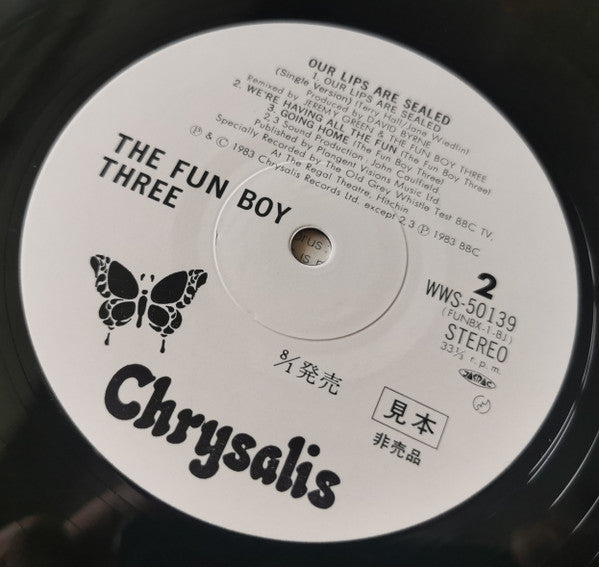 OUR LIPS ARE SEALED
1. OUR LIPS ARE SEALED
(Single Version) (Terry Hall/Jane Wiedlin)
Produced by DAVID BYRNE
Remixed by JEREMY GREEN & THE FUN BOY THREE
2. WE'RE HAVING ALL THE FUN (The Fun Boy Three)
3. GOING HOME (The Fun Boy Three)
2,3 Sound Production, John Caulfield
Published by Plangent Visions Music Ltd.
Specially Recorded by The Old Grey Whistle Test BBC TV,
At The Regal Theatre, Hitchin
Ⓟ & © 1983 Chrysalis Records Ltd. except 2,3 Ⓟ 1983 BBC
THE FUN BOY
THREE
2
WWS-50139
(FUNBX-1-BJ)
STEREO
33⅓ r.p.m.
8/1発売
見本
非売品
Chrysalis